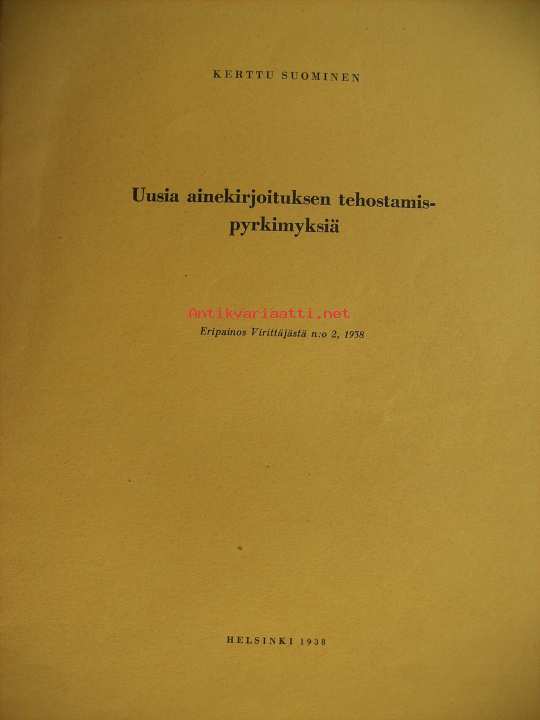 KERTTU SUOMINEN
Uusia ainekirjoituksen tehostamis-
pyrkimyksiä
Antikvariaatti.net
Eripainos Virittäjästä n:o 2, 1938
HELSINKI 1938